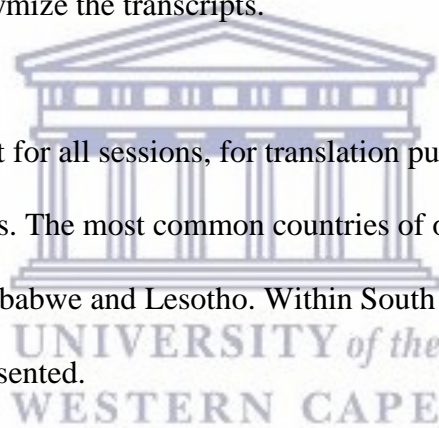 ymize the transcripts.
t for all sessions, for translation pu
s. The most common countries of o
babwe and Lesotho. Within South
UNIVERSITY of the
sented.
WESTERN CAPE